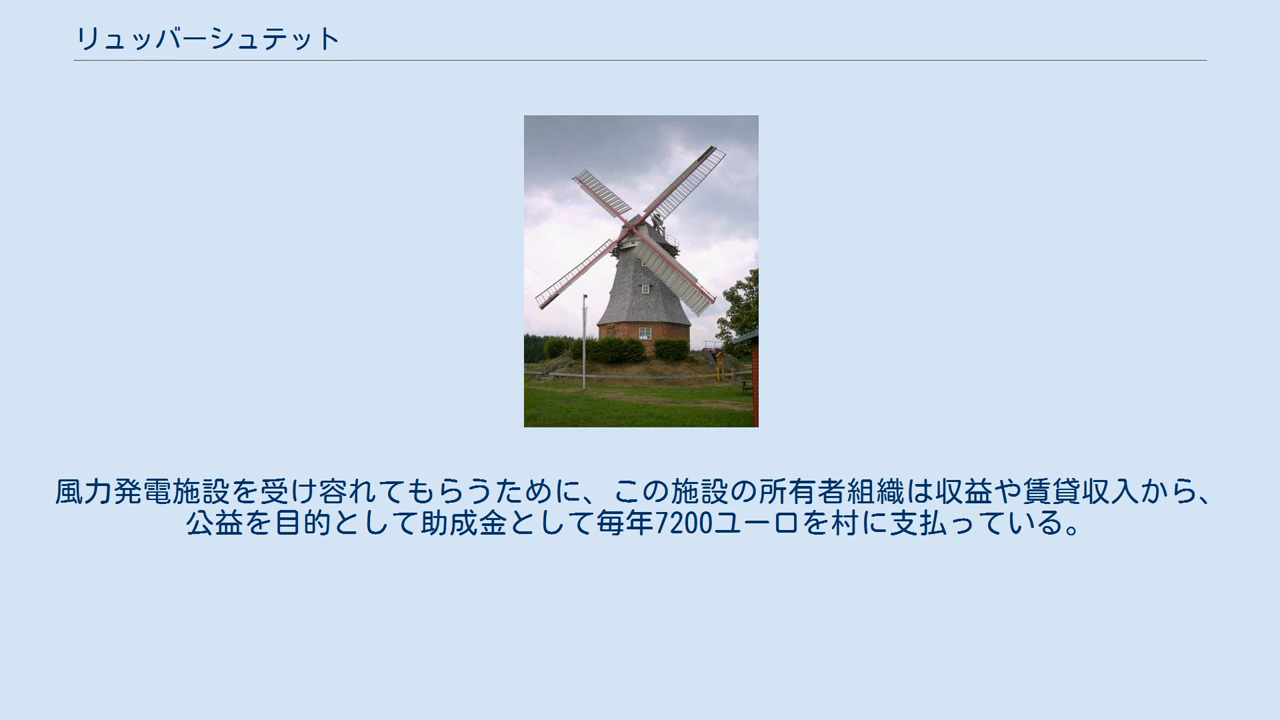 リュッバーシュテット
風力発電施設を受け容れてもらうために、この施設の所有者組織は収益や賃貸収入から、
公益を目的として助成金として毎年7200ユーロを村に支払っている。